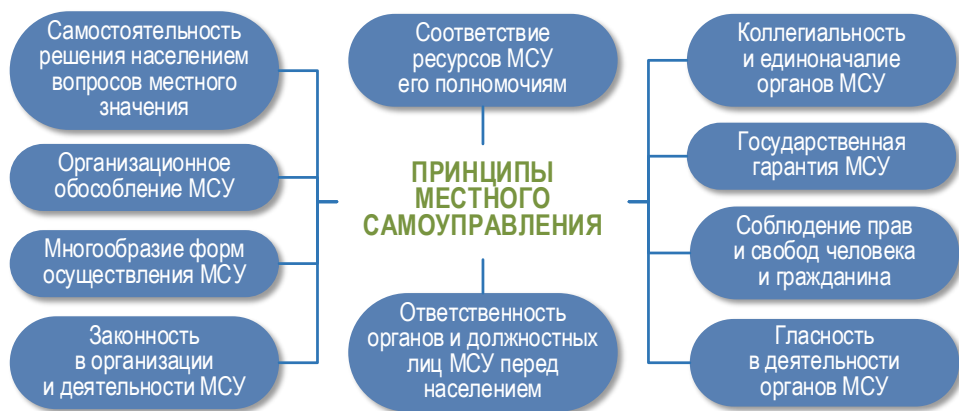 Самостоятельность
решения населением
вопросов местного
значения
Организационное
обособление МСУ
Многообразие форм
осуществления МСУ
Законность
в организации
и деятельности МСУ
Соответствие
ресурсов МСУ
его полномочиям
ПРИНЦИПЫ
МЕСТНОГО
САМОУПРАВЛЕНИЯ
Ответственность
органов и должностных
лиц МСУ перед
населением
Коллегиальность
и единоначалие
органов МСУ
Государственная
гарантия МСУ
Соблюдение прав
и свобод человека
и гражданина
Гласность
в деятельности
органов МСУ